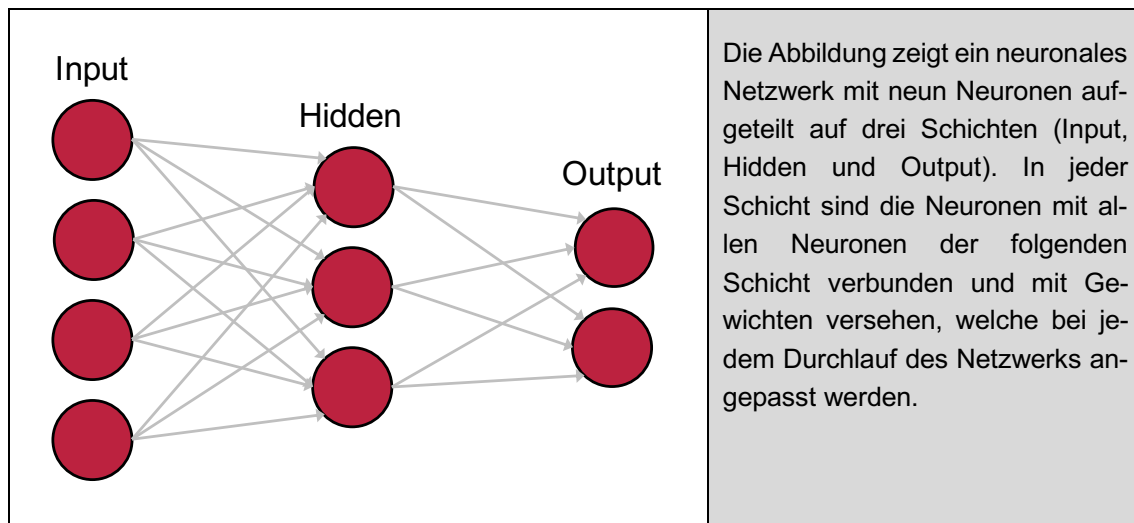 Input
Hidden
Output
Die Abbildung zeigt ein neuronales
Netzwerk mit neun Neuronen auf-
geteilt auf drei Schichten (Input,
Hidden und Output). In jeder
Schicht sind die Neuronen mit al-
len Neuronen der folgenden
Schicht verbunden und mit Ge-
wichten versehen, welche bei je-
dem Durchlauf des Netzwerks an-
gepasst werden.